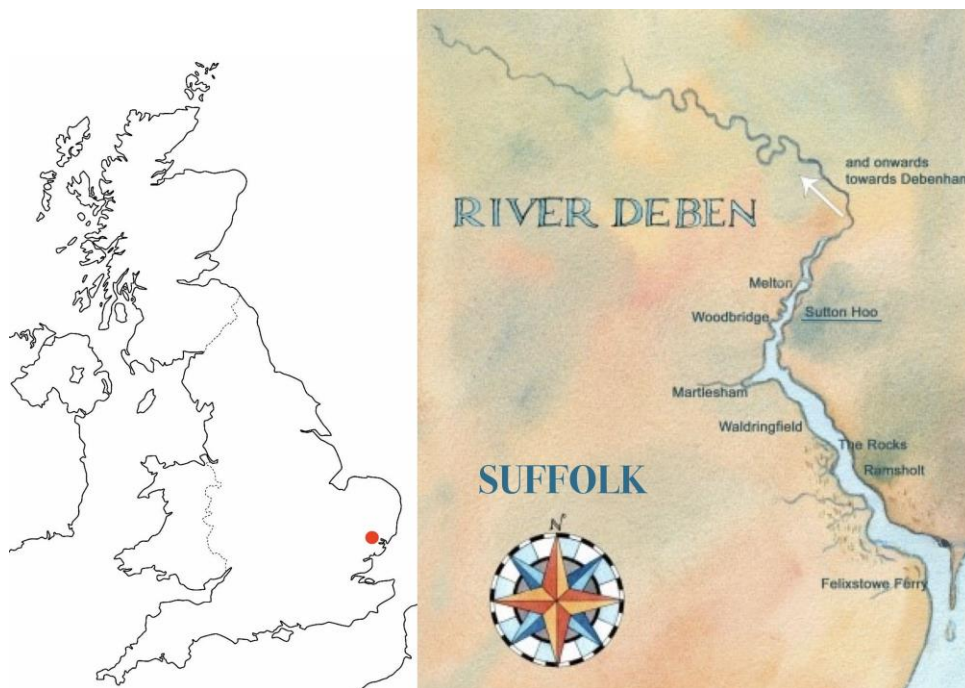 and onwards
towards Debenham
RIVER DEBEN
Melton
Sutton Hoo
Woodbridge
Martlesham
Waldringfield
The Rocks
Ramsholt
SUFFOLK
N
Felixstowe Ferry